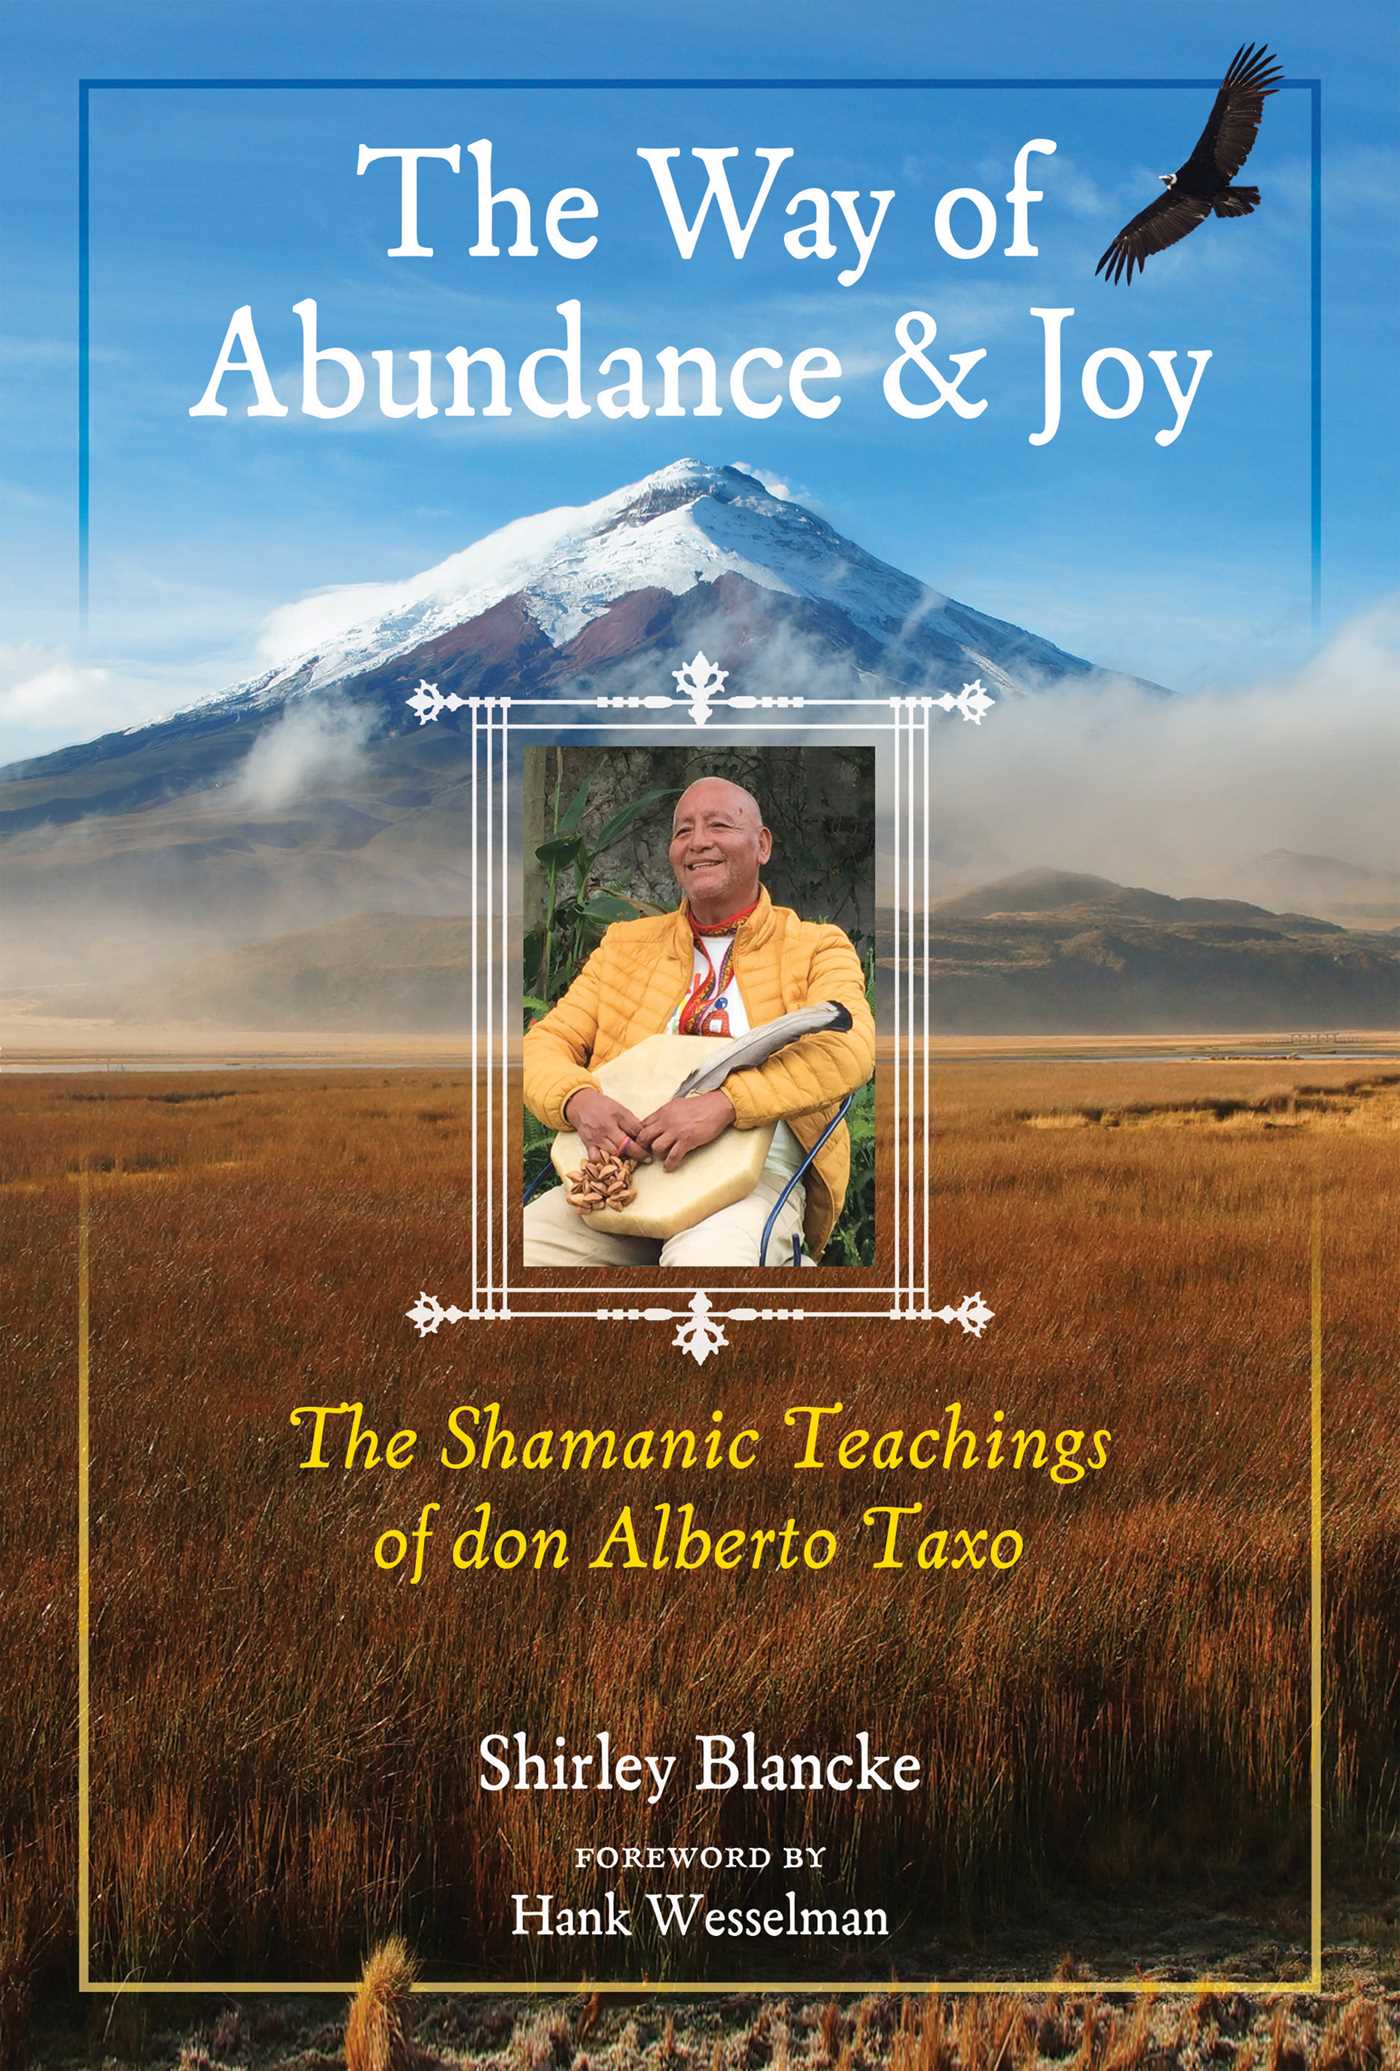 The Way of
Abundance & Joy
The Shamanic Teachings
of don Alberto Taxo
Shirley Blancke
FOREWORD BY
Hank Wesselman